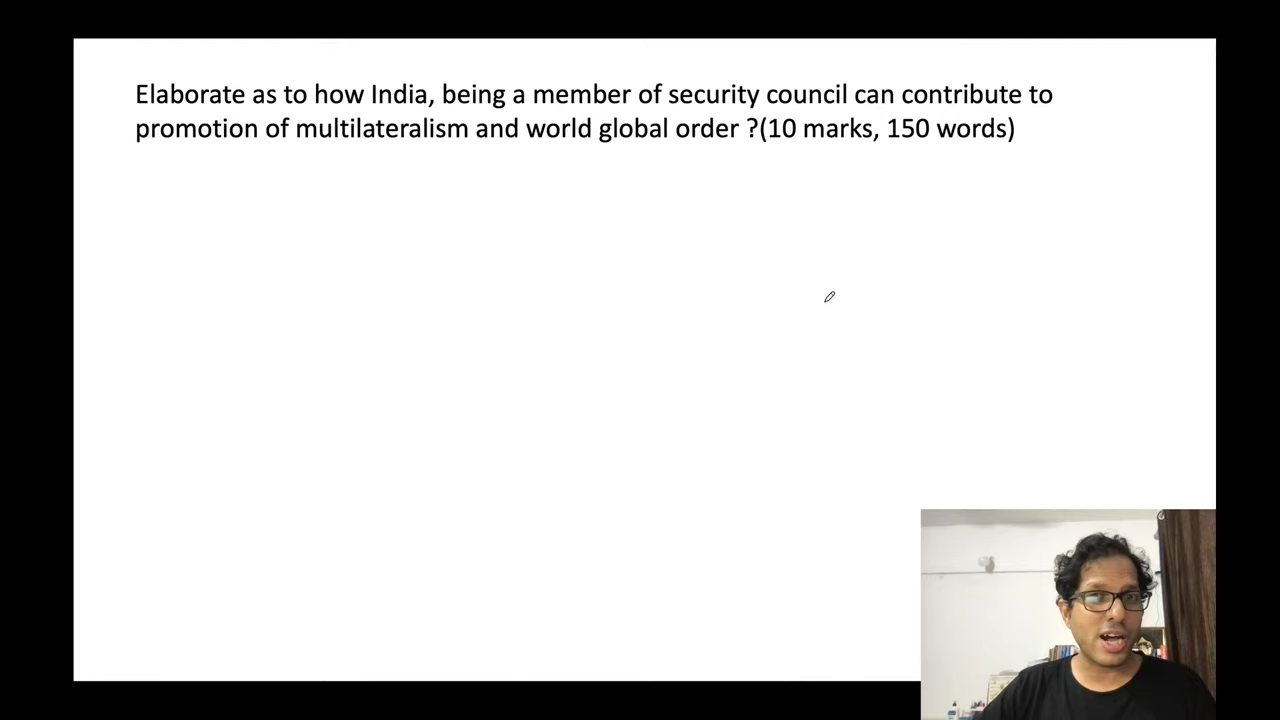 Elaborate as to how India, being a member of security council can contribute to
promotion of multilateralism and world global order ?(10 marks, 150 words)